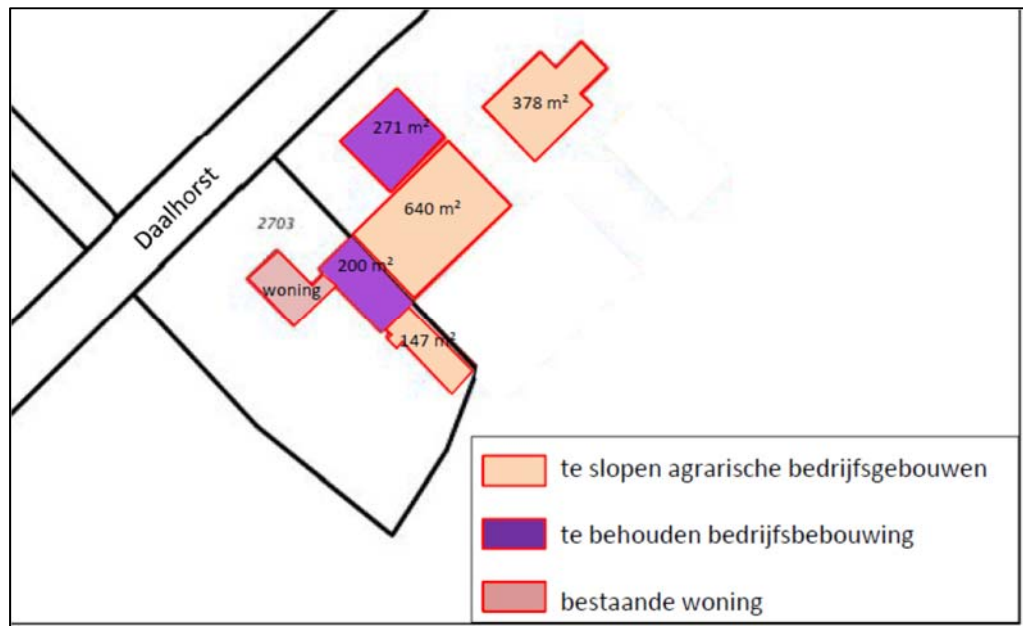 378 m²
271 m²
640 m²
Daalhorst
2703
200 m²
woning
147 m²
te slopen agrarische bedrijfsgebouwen
te behouden bedrijfsbebouwing
bestaande woning